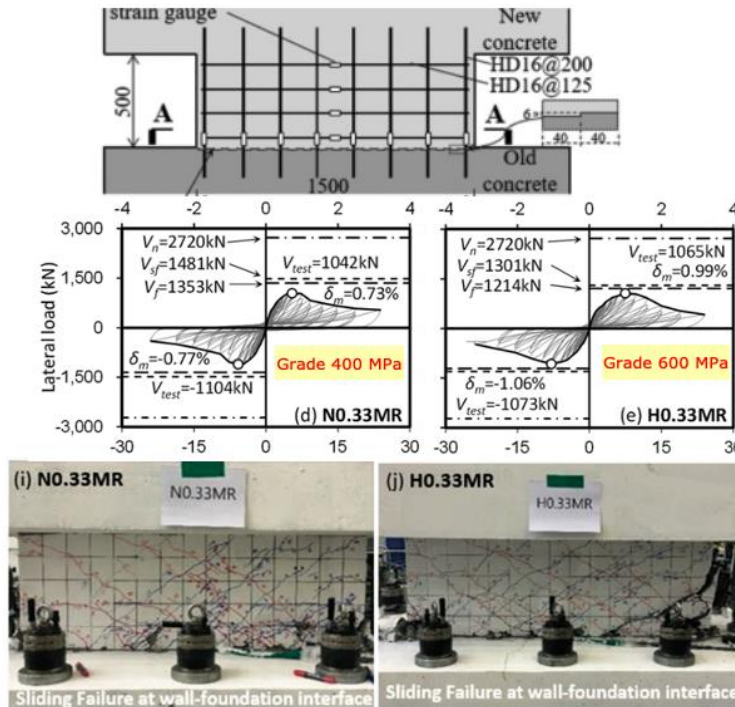 strain gauge
New
concrete
HD16@200
HD16@125
500
A
A
6
40 40
Old
concrete
1500
-4 -2 0 2 4
-4 -2 0 2 4
3,000
1,500
0
-1,500
-3,000
Lateral load (kN)
Vn=2720kN
Vsf=1481kN
Vf=1353kN
Vtest=1042kN
δm=0.73%
δm=-0.77%
Grade 400 MPa
Vtest=-1104kN
(d) N0.33MR
-30 -15 0 15 30
Vn=2720kN
Vsf=1301kN
Vf=1214kN
Vtest=1065kN
δm=0.99%
Grade 600 MPa
δm=-1.06%
Vtest=-1073kN
(e) H0.33MR
-30 -15 0 15 30
(i) N0.33MR
N0.33MR
Sliding Failure at wall-foundation interface
(j) H0.33MR
H0.33MR
Sliding Failure at wall-foundation interface